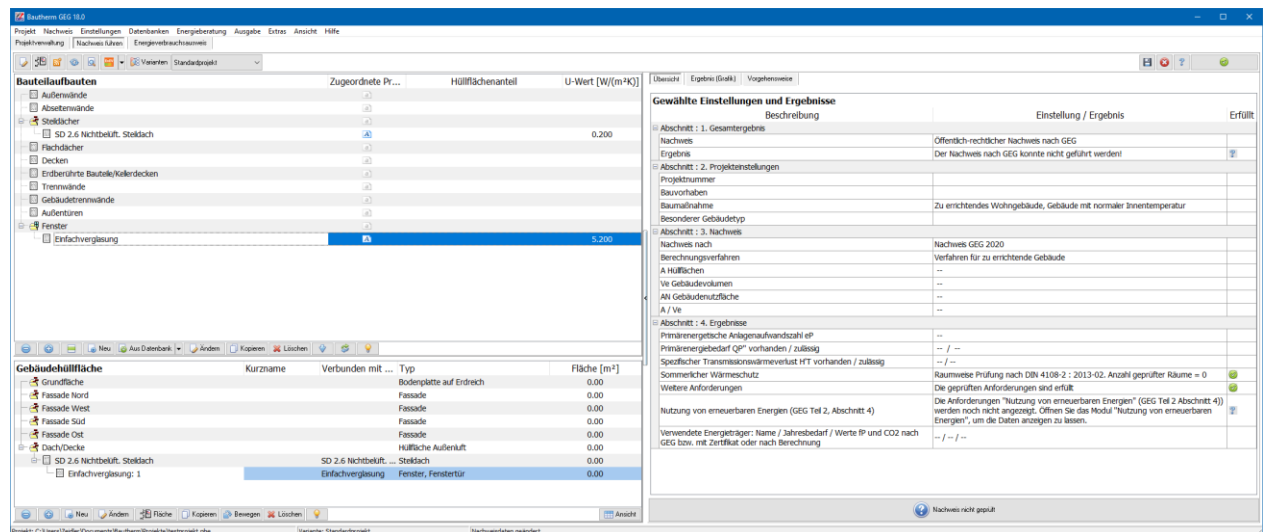 Bautherm GEG 18.0
Projekt Nachweis Einstellungen Datenbanken Energieberatung Ausgabe Extras Ansicht Hilfe
Projektverwaltung Nachweis führen Energieverbrauchsausweis
Varianten Standardprojekt
Bauteilaufbauten Zugeordnete Pr... Hüllflächenanteil U-Wert [W/(m²K)]
Außenwände
Abseitenwände
Steildächer
SD 2.6 Nichtbelüft. Steildach 0.200
Flachdächer
Decken
Erdberührte Bauteile/Kellerdecken
Trennwände
Gebäudetrennwände
Außentüren
Fenster
Einfachverglasung 5.200
Neu Aus Datenbank Ändern Kopieren Löschen
Gebäudehüllfläche Kurzname Verbunden mit ... Typ Fläche [m²]
Grundfläche Bodenplatte auf Erdreich 0.00
Fassade Nord Fassade 0.00
Fassade West Fassade 0.00
Fassade Süd Fassade 0.00
Fassade Ost Fassade 0.00
Dach/Decke Hüllfläche Außenluft 0.00
SD 2.6 Nichtbelüft. Steildach SD 2.6 Nichtbelüft. ... Steildach 0.00
Einfachverglasung: 1 Einfachverglasung Fenster, Fenstertür 0.00
Neu Ändern Fläche Kopieren Bewegen Löschen Ansicht
Projekt: C:\Users\Zeidler\Documents\Bautherm\Projekte\testprojekt.phe Variante: Standardprojekt Nachweisdaten geändert
Übersicht Ergebnis (Grafik) Vorgehensweise
Gewählte Einstellungen und Ergebnisse
Beschreibung Einstellung / Ergebnis Erfüllt
Abschnitt : 1. Gesamtergebnis
Nachweis Öffentlich-rechtlicher Nachweis nach GEG
Ergebnis Der Nachweis nach GEG konnte nicht geführt werden!
Abschnitt : 2. Projekteinstellungen
Projektnummer
Bauvorhaben
Baumaßnahme Zu errichtendes Wohngebäude, Gebäude mit normaler Innentemperatur
Besonderer Gebäudetyp
Abschnitt : 3. Nachweis
Nachweis nach Nachweis GEG 2020
Berechnungsverfahren Verfahren für zu errichtende Gebäude
A Hüllflächen --
Ve Gebäudevolumen --
AN Gebäudenutzfläche --
A / Ve --
Abschnitt : 4. Ergebnisse
Primärenergetische Anlagenaufwandszahl eP --
Primärenergiebedarf QP" vorhanden / zulässig -- / --
Spezifischer Transmissionswärmeverlust H'T vorhanden / zulässig -- / --
Sommerlicher Wärmeschutz Raumweise Prüfung nach DIN 4108-2 : 2013-02. Anzahl geprüfter Räume = 0
Weitere Anforderungen Die geprüften Anforderungen sind erfüllt
Nutzung von erneuerbaren Energien (GEG Teil 2, Abschnitt 4) Die Anforderungen "Nutzung von erneuerbaren Energien" (GEG Teil 2 Abschnitt 4))
werden noch nicht angezeigt. Öffnen Sie das Modul "Nutzung von erneuerbaren
Energien", um die Daten anzeigen zu lassen.
Verwendete Energieträger: Name / Jahresbedarf / Werte fP und CO2 nach
GEG bzw. mit Zertifikat oder nach Berechnung -- / -- / --
Nachweis nicht geprüft